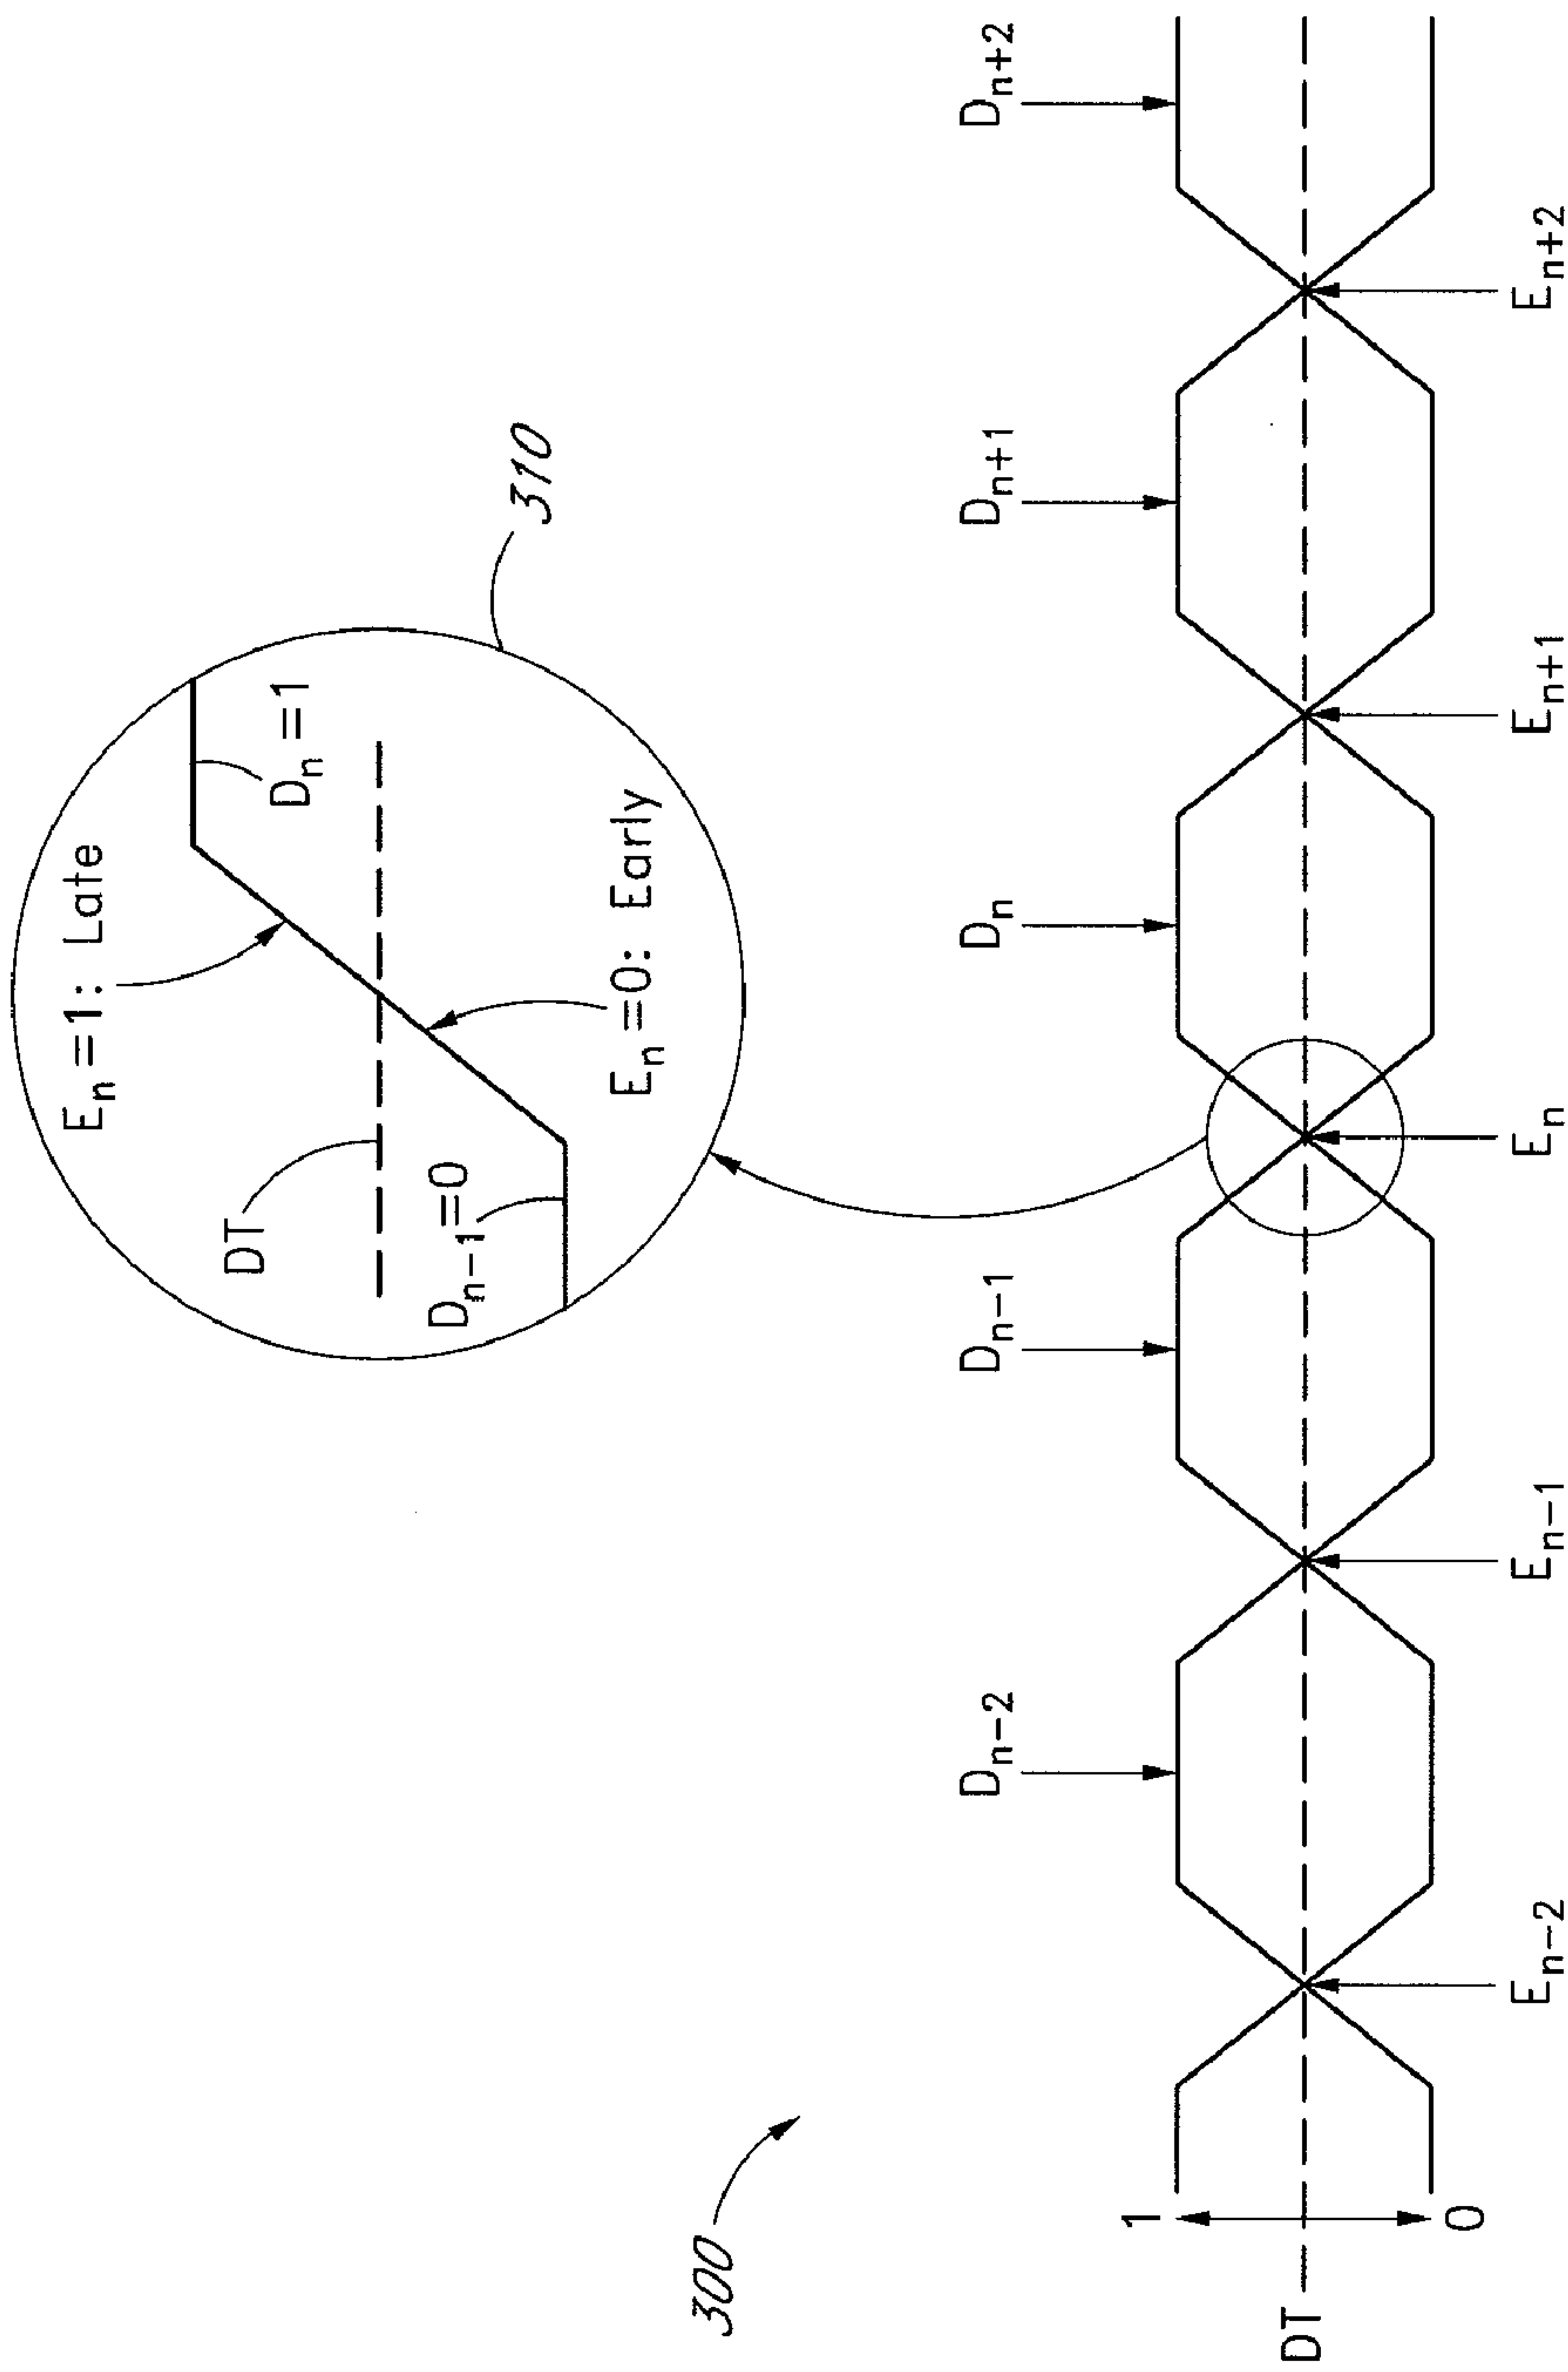 E_n=1: Late
DT
D_n=1
D_{n-1}=0
E_n=0: Early
310
300
D_{n-2}
D_{n-1}
D_n
D_{n+1}
D_{n+2}
1
DT
0
E_{n-2}
E_{n-1}
E_n
E_{n+1}
E_{n+2}